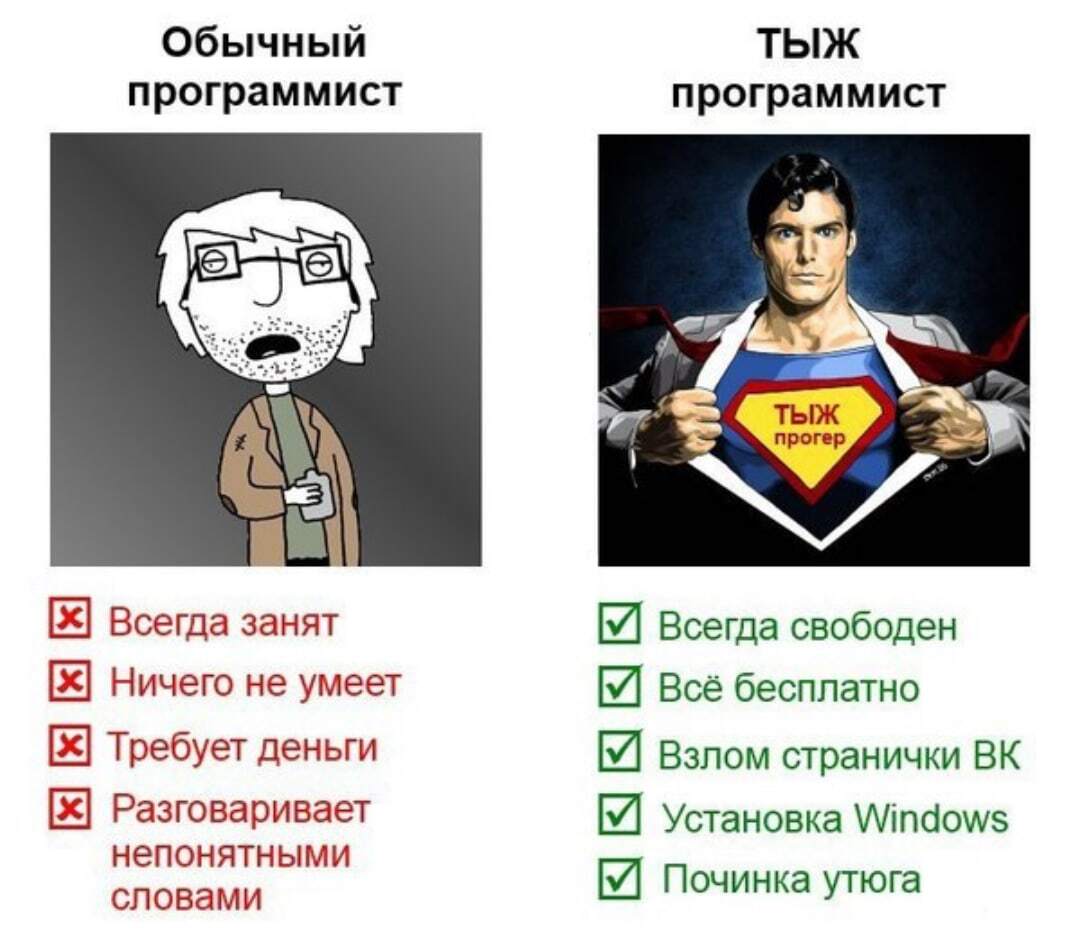 Обычный
программист
ТЫЖ
программист
ТЫЖ
прогер
Всегда занят
Ничего не умеет
Требует деньги
Разговаривает
непонятными
словами
Всегда свободен
Всё бесплатно
Взлом странички ВК
Установка Windows
Починка утюга